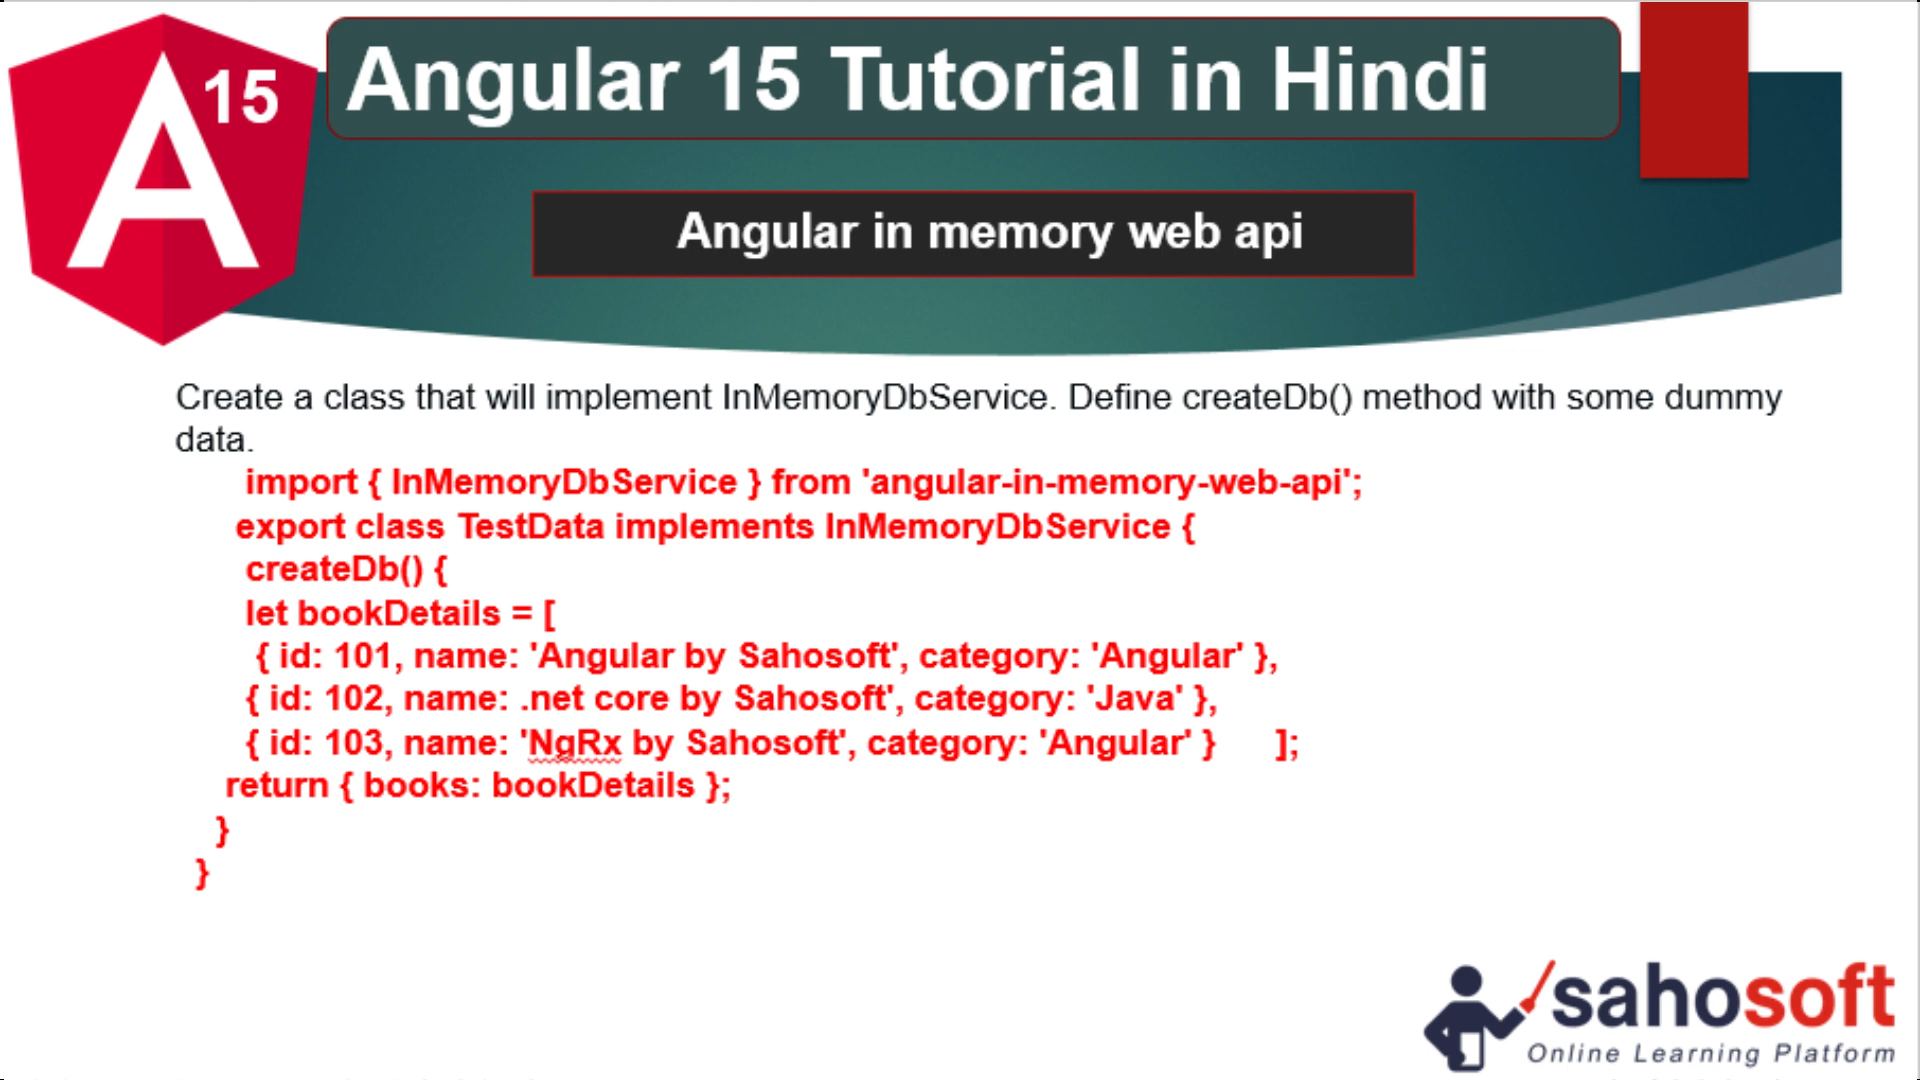 15
Angular 15 Tutorial in Hindi
Angular in memory web api
Create a class that will implement InMemoryDbService. Define createDb() method with some dummy
data.
import { InMemoryDbService } from 'angular-in-memory-web-api';
export class TestData implements InMemoryDbService {
createDb() {
let bookDetails = [
{ id: 101, name: 'Angular by Sahosoft', category: 'Angular' },
{ id: 102, name: .net core by Sahosoft', category: 'Java' },
{ id: 103, name: 'NgRx by Sahosoft', category: 'Angular' } ];
return { books: bookDetails };
}
}
sahosoft
Online Learning Platform